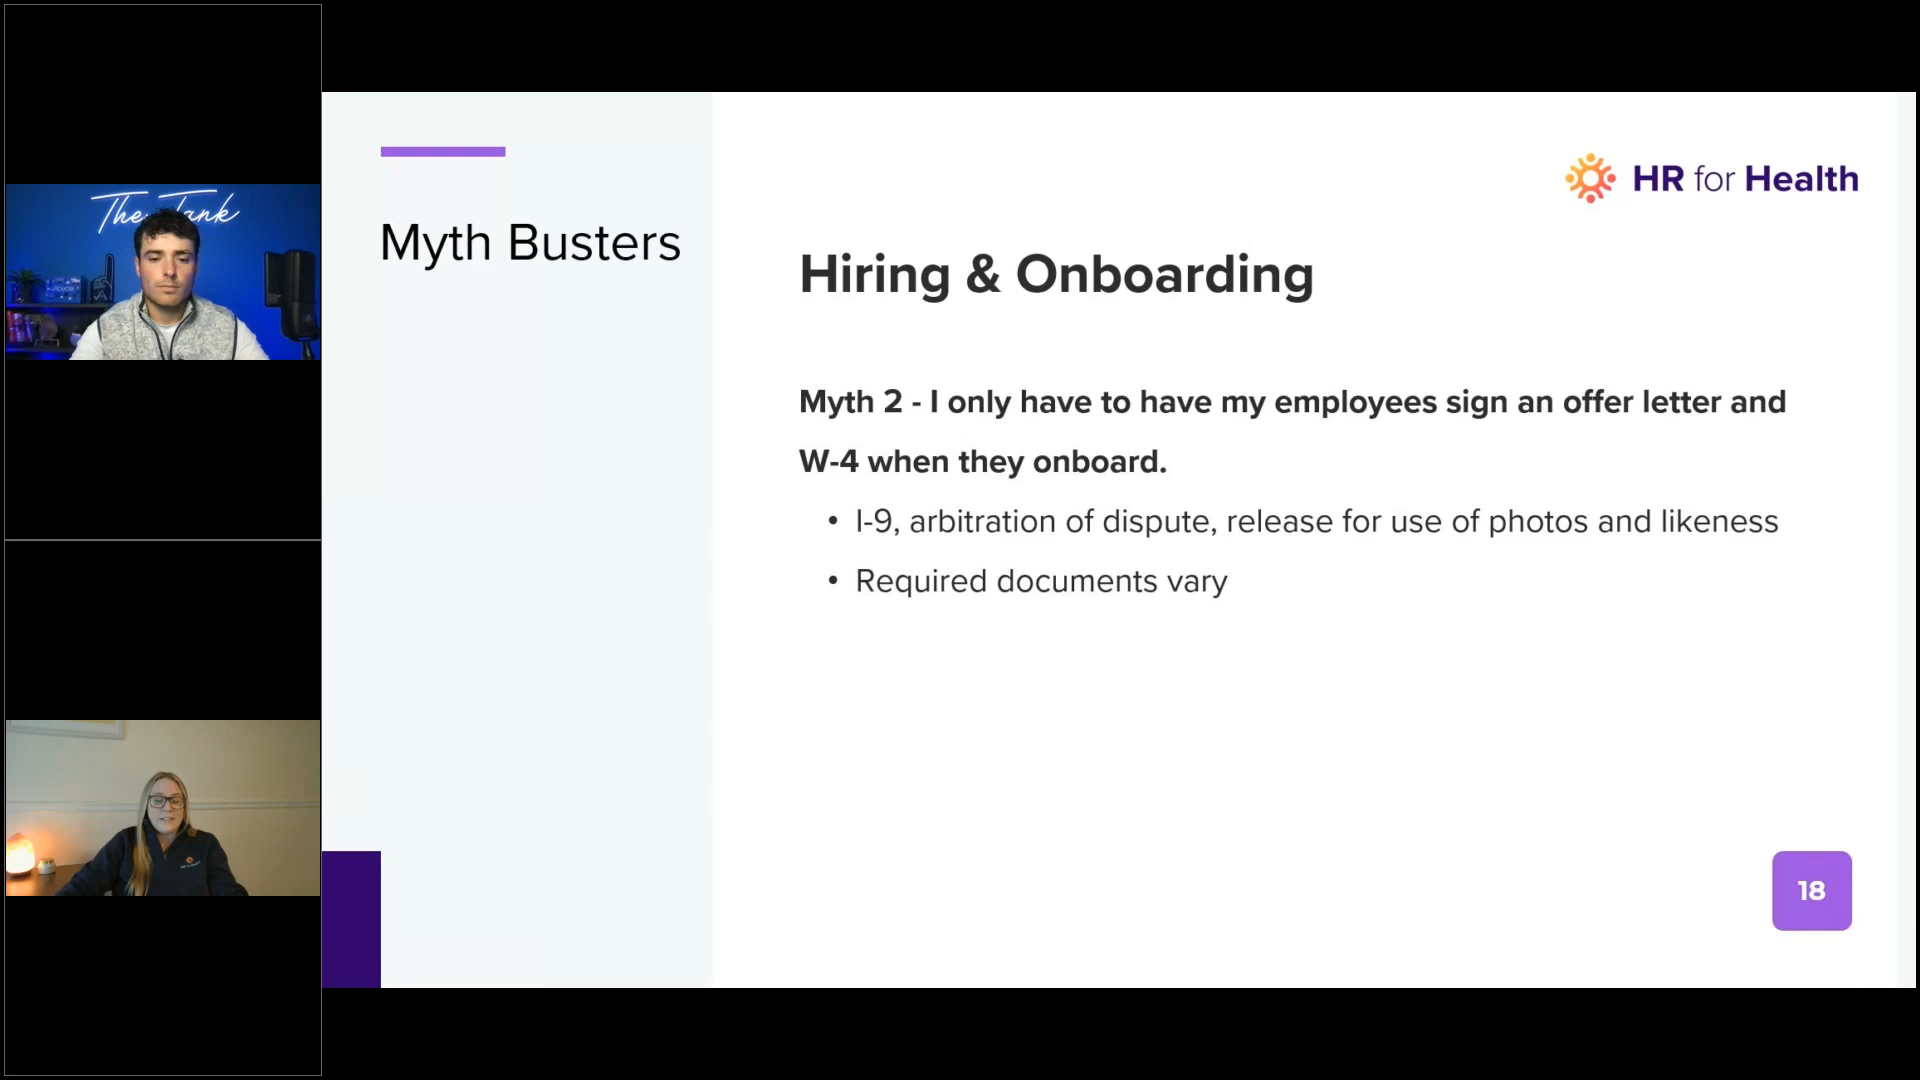 The Tank
Myth Busters
HR for Health
Hiring & Onboarding
Myth 2 - I only have to have my employees sign an offer letter and
W-4 when they onboard.
• I-9, arbitration of dispute, release for use of photos and likeness
• Required documents vary
18